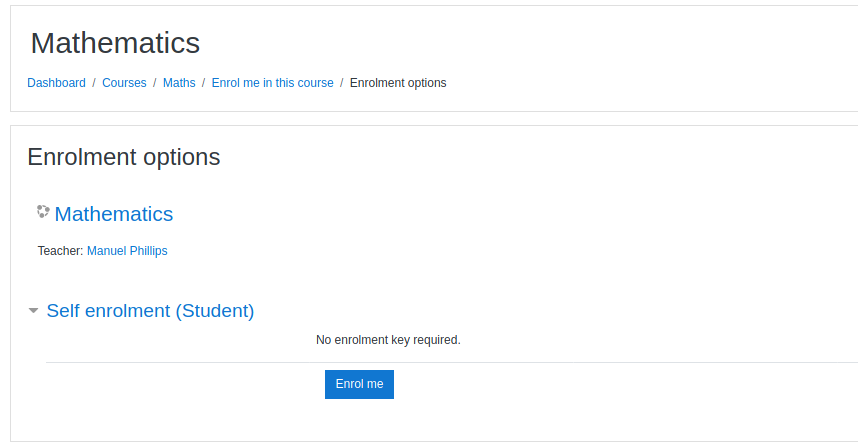 Mathematics
Dashboard / Courses / Maths / Enrol me in this course / Enrolment options
Enrolment options
Mathematics
Teacher: Manuel Phillips
Self enrolment (Student)
No enrolment key required.
Enrol me